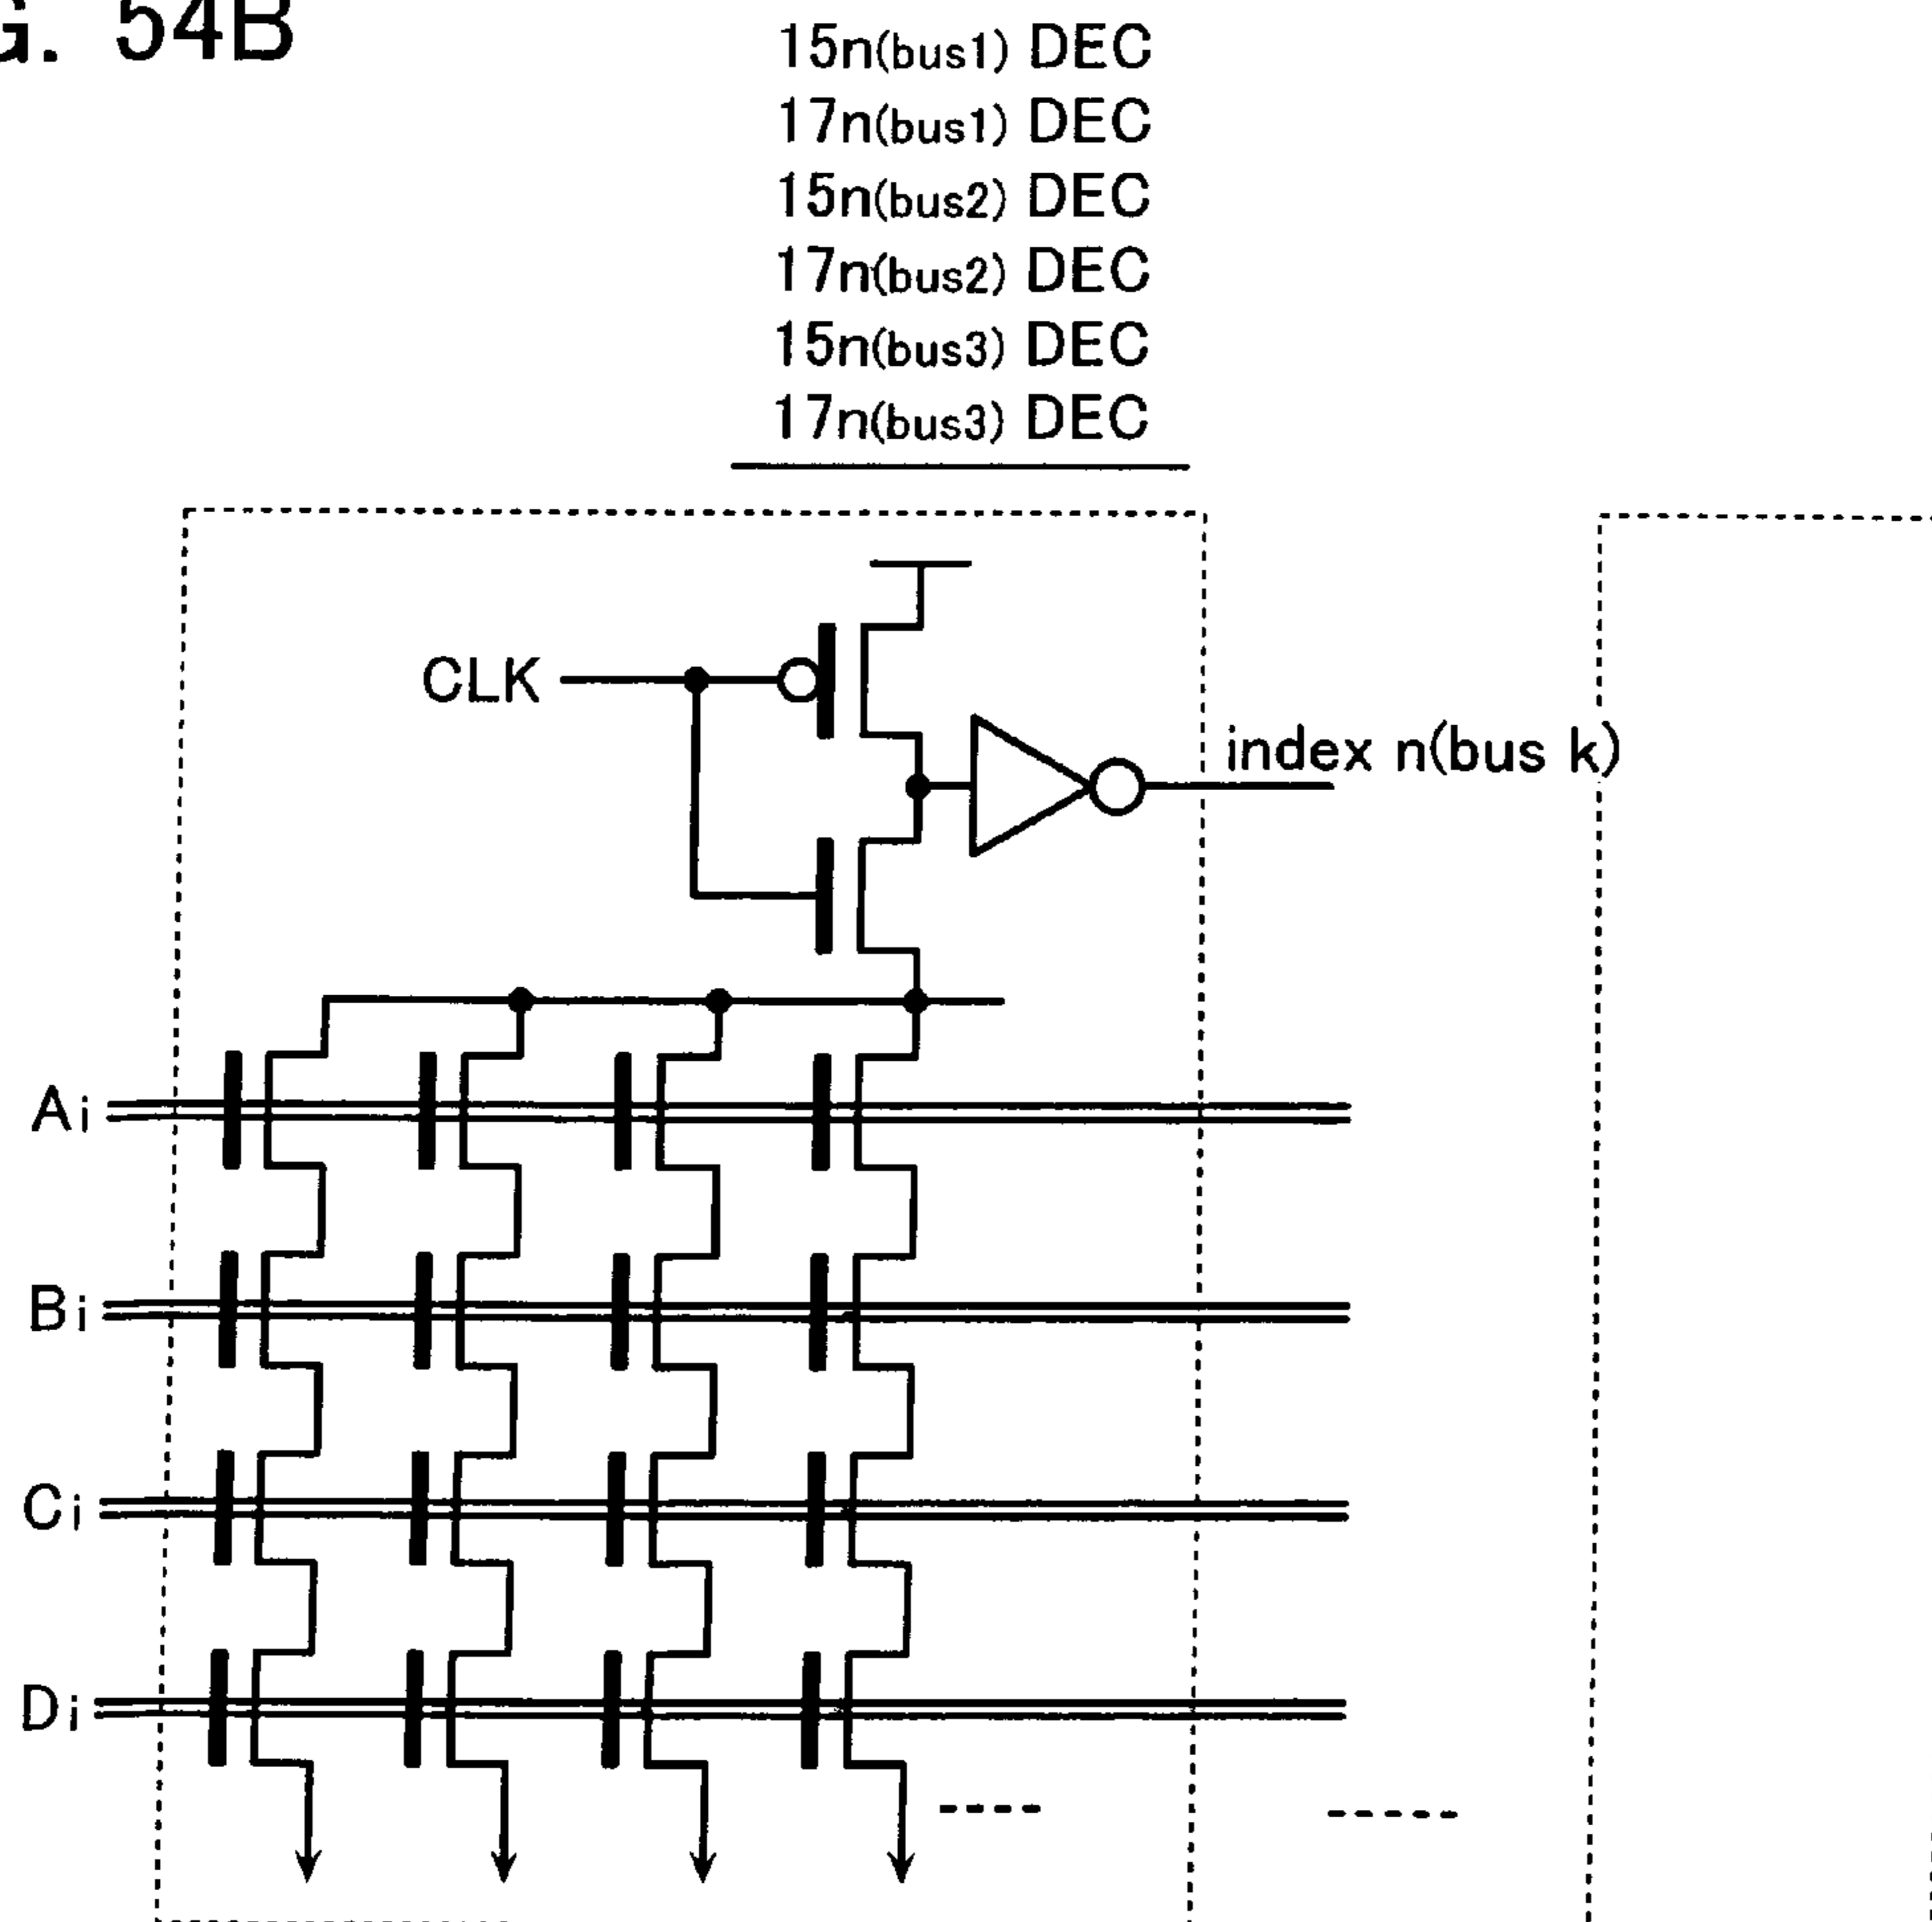 G. 54B
15n(bus1) DEC
17n(bus1) DEC
15n(bus2) DEC
17n(bus2) DEC
15n(bus3) DEC
17n(bus3) DEC
CLK
index n(bus k)
Ai
Bi
Ci
Di